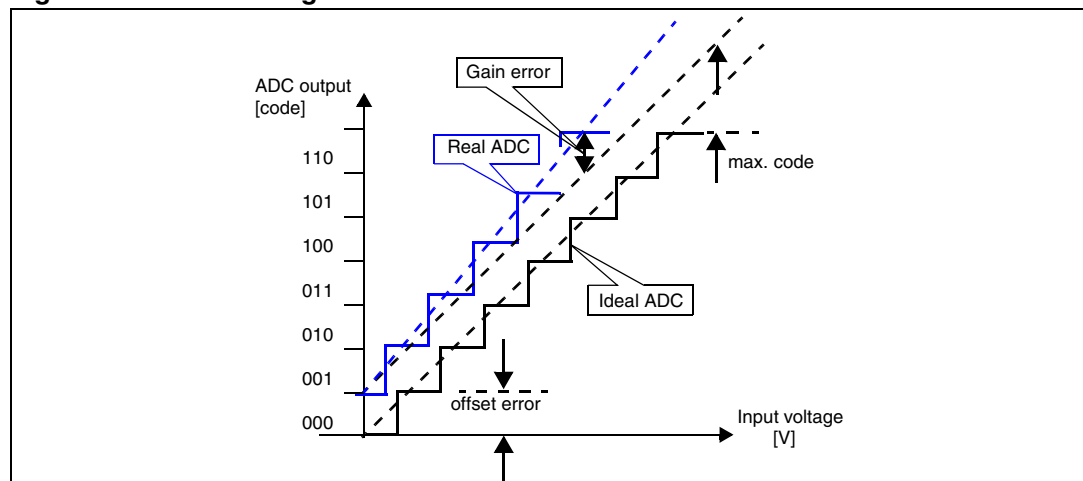 Gain error
ADC output
[code]
Real ADC
110
max. code
101
100
011
Ideal ADC
010
001
offset error
000
Input voltage
[V]